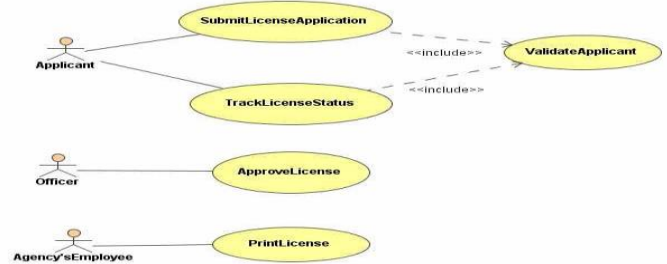 SubmitLicenseApplication
<<include>>
ValidateApplicant
Applicant
<<include>>
TrackLicenseStatus
ApproveLicense
Officer
PrintLicense
Agency'sEmployee